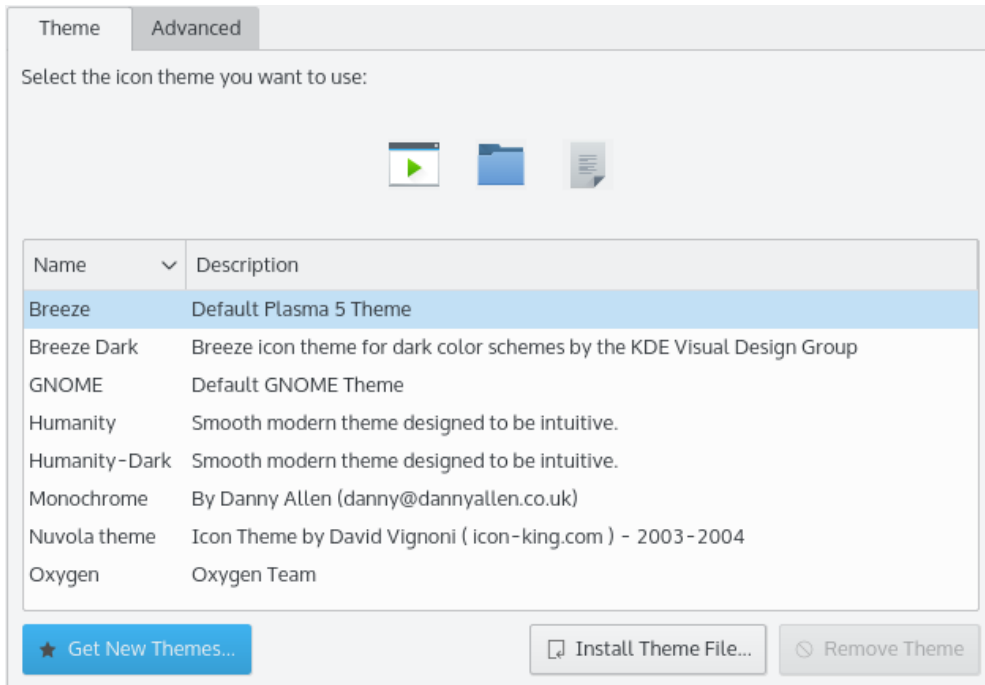 Theme Advanced
Select the icon theme you want to use:
Name Description
Breeze Default Plasma 5 Theme
Breeze Dark Breeze icon theme for dark color schemes by the KDE Visual Design Group
GNOME Default GNOME Theme
Humanity Smooth modern theme designed to be intuitive.
Humanity-Dark Smooth modern theme designed to be intuitive.
Monochrome By Danny Allen (danny@dannyallen.co.uk)
Nuvola theme Icon Theme by David Vignoni ( icon-king.com ) - 2003-2004
Oxygen Oxygen Team
Get New Themes... Install Theme File... Remove Theme